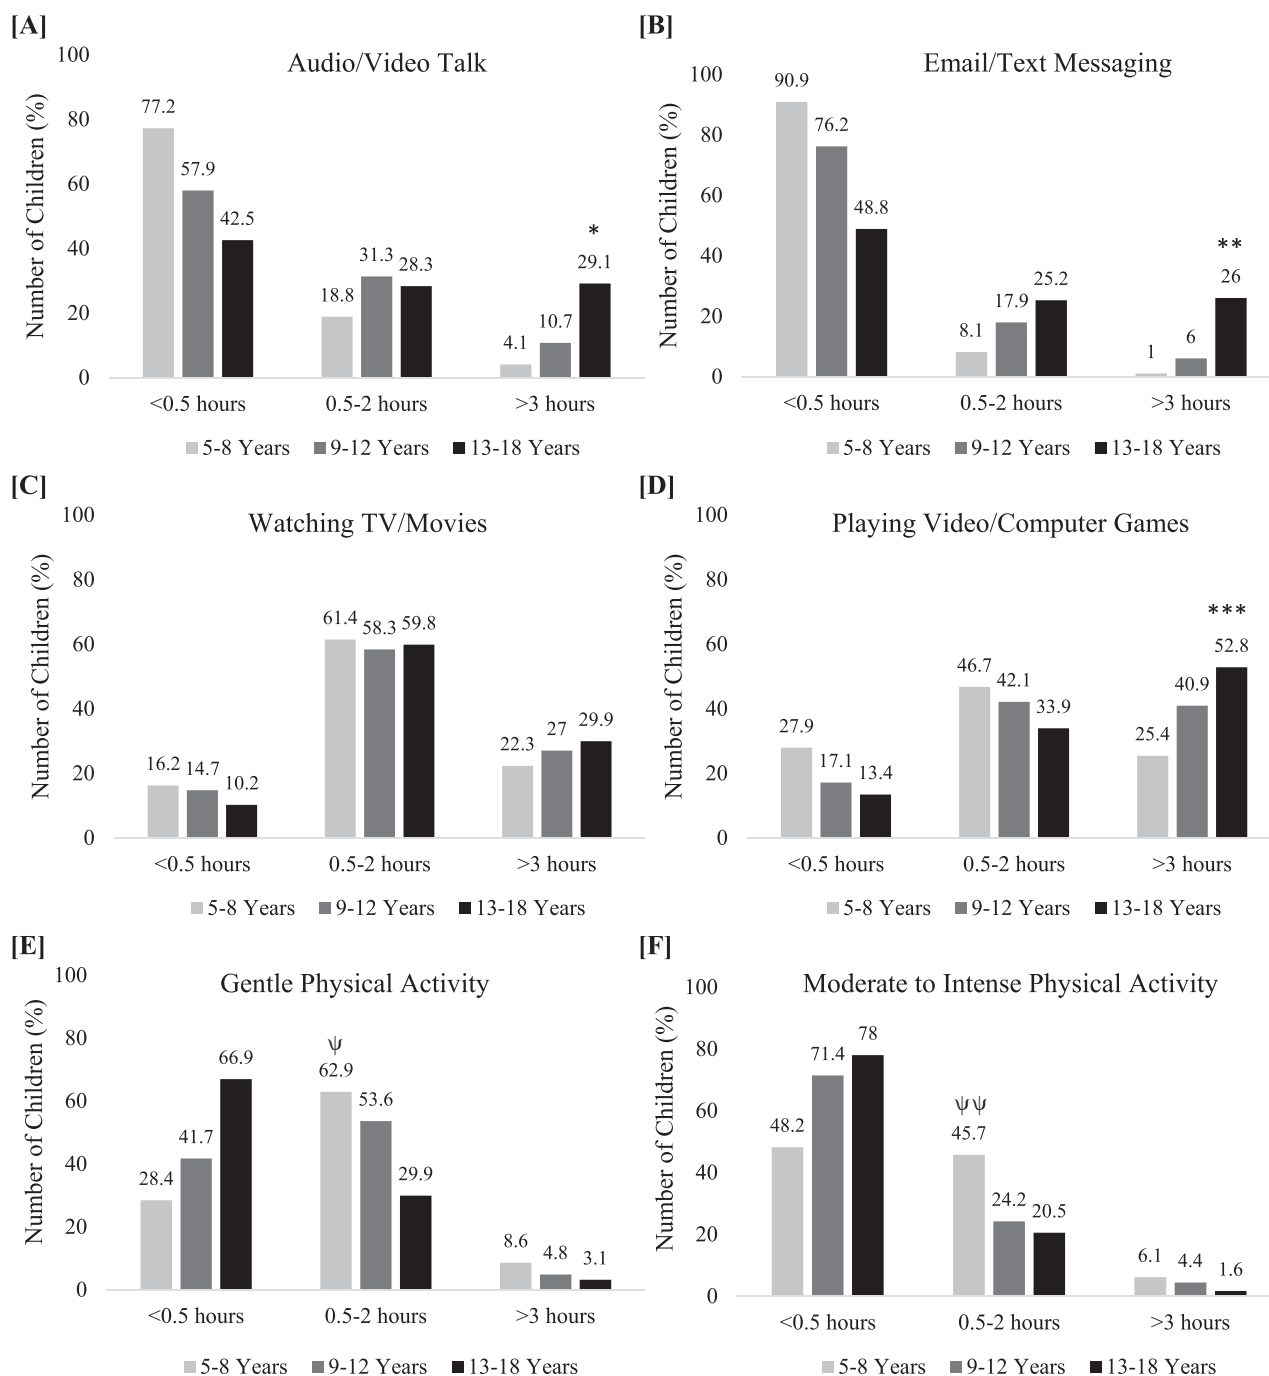 [A]
Audio/Video Talk
Number of Children (%)
100
80
60
40
20
0
77.2
57.9
42.5
18.8
31.3
28.3
4.1
10.7
29.1
*
<0.5 hours
0.5-2 hours
>3 hours
5-8 Years
9-12 Years
13-18 Years
[B]
Email/Text Messaging
Number of Children (%)
100
80
60
40
20
0
90.9
76.2
48.8
8.1
17.9
25.2
1
6
26
**
<0.5 hours
0.5-2 hours
>3 hours
5-8 Years
9-12 Years
13-18 Years
[C]
Watching TV/Movies
Number of Children (%)
100
80
60
40
20
0
16.2
14.7
10.2
61.4
58.3
59.8
22.3
27
29.9
<0.5 hours
0.5-2 hours
>3 hours
5-8 Years
9-12 Years
13-18 Years
[D]
Playing Video/Computer Games
Number of Children (%)
100
80
60
40
20
0
27.9
17.1
13.4
46.7
42.1
33.9
25.4
40.9
52.8
***
<0.5 hours
0.5-2 hours
>3 hours
5-8 Years
9-12 Years
13-18 Years
[E]
Gentle Physical Activity
Number of Children (%)
100
80
60
40
20
0
28.4
41.7
66.9
ψ
62.9
53.6
29.9
8.6
4.8
3.1
<0.5 hours
0.5-2 hours
>3 hours
5-8 Years
9-12 Years
13-18 Years
[F]
Moderate to Intense Physical Activity
Number of Children (%)
100
80
60
40
20
0
48.2
71.4
78
ψψ
45.7
24.2
20.5
6.1
4.4
1.6
<0.5 hours
0.5-2 hours
>3 hours
5-8 Years
9-12 Years
13-18 Years